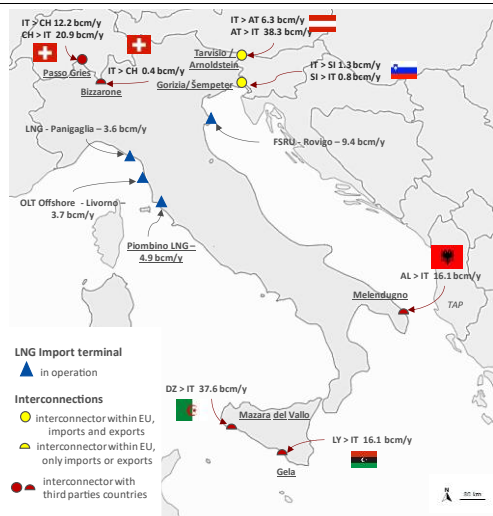 IT > CH 12.2 bcm/y
CH > IT 20.9 bcm/y
IT > AT 6.3 bcm/y
AT > IT 38.3 bcm/y
Tarvisio /
Arnoldstein
Passo Gries
IT > CH 0.4 bcm/y
Bizzarone
Gorizia/Šempeter
IT > SI 1.3 bcm/y
SI > IT 0.8 bcm/y
LNG - Panigaglia – 3.6 bcm/y
FSRU - Rovigo – 9.4 bcm/y
OLT Offshore - Livorno –
3.7 bcm/y
Piombino LNG –
4.9 bcm/y
AL > IT 16.1 bcm/y
Melendugno
TAP
LNG Import terminal
in operation
Interconnections
interconnector within EU,
imports and exports
interconnector within EU,
only imports or exports
interconnector with
third parties countries
DZ > IT 37.6 bcm/y
Mazara del Vallo
LY > IT 16.1 bcm/y
Gela
N